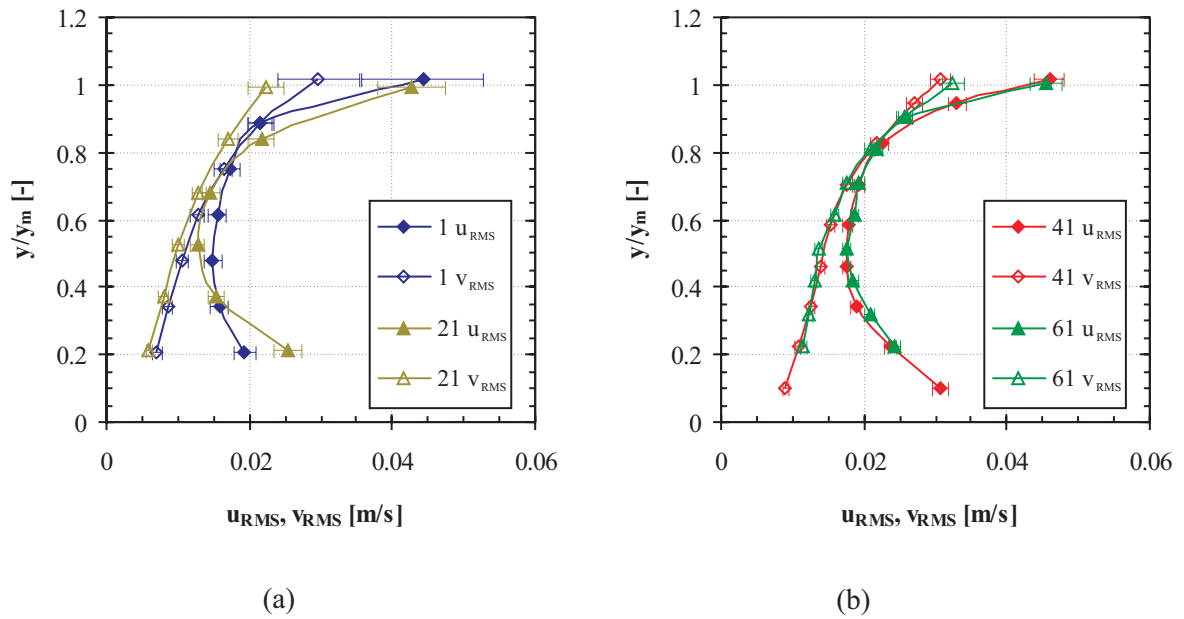 1.2
1
0.8
0.6
0.4
0.2
0
y/ym [-]
0 0.02 0.04 0.06
uRMS, vRMS [m/s]
1 uRMS
1 vRMS
21 uRMS
21 vRMS
(a)
1.2
1
0.8
0.6
0.4
0.2
0
y/ym [-]
0 0.02 0.04 0.06
uRMS, vRMS [m/s]
41 uRMS
41 vRMS
61 uRMS
61 vRMS
(b)